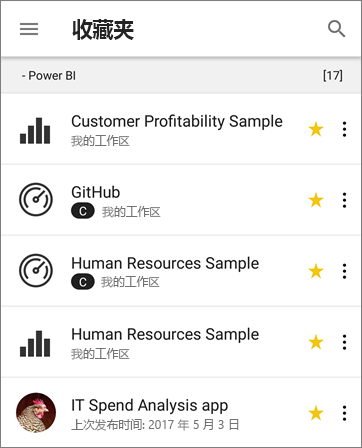 收藏夹
- Power BI [17]
Customer Profitability Sample
我的工作区
GitHub
C 我的工作区
Human Resources Sample
C 我的工作区
Human Resources Sample
我的工作区
IT Spend Analysis app
上次发布时间: 2017 年 5 月 3 日